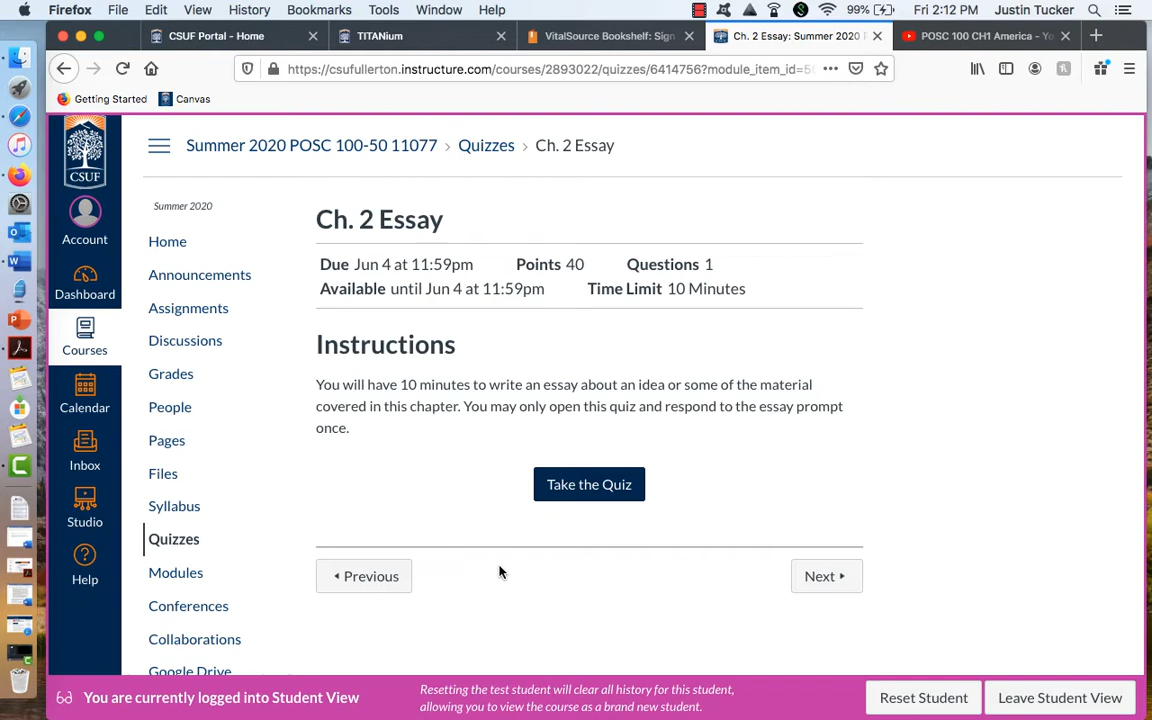 Firefox File Edit View History Bookmarks Tools Window Help 99% Fri 2:12 PM Justin Tucker
CSUF Portal - Home TITANium VitalSource Bookshelf: Sign Ch. 2 Essay: Summer 2020 POSC 100 CH1 America - Yo
https://csufullerton.instructure.com/courses/2893022/quizzes/6414756?module_item_id=5
Getting Started Canvas
Summer 2020 POSC 100-50 11077 › Quizzes › Ch. 2 Essay
CSUF
Account
Dashboard
Courses
Calendar
Inbox
Studio
Help
Summer 2020
Home
Announcements
Assignments
Discussions
Grades
People
Pages
Files
Syllabus
Quizzes
Modules
Conferences
Collaborations
Google Drive
Ch. 2 Essay
Due Jun 4 at 11:59pm Points 40 Questions 1
Available until Jun 4 at 11:59pm Time Limit 10 Minutes
Instructions
You will have 10 minutes to write an essay about an idea or some of the material
covered in this chapter. You may only open this quiz and respond to the essay prompt
once.
Take the Quiz
Previous Next
You are currently logged into Student View
Resetting the test student will clear all history for this student,
allowing you to view the course as a brand new student.
Reset Student Leave Student View